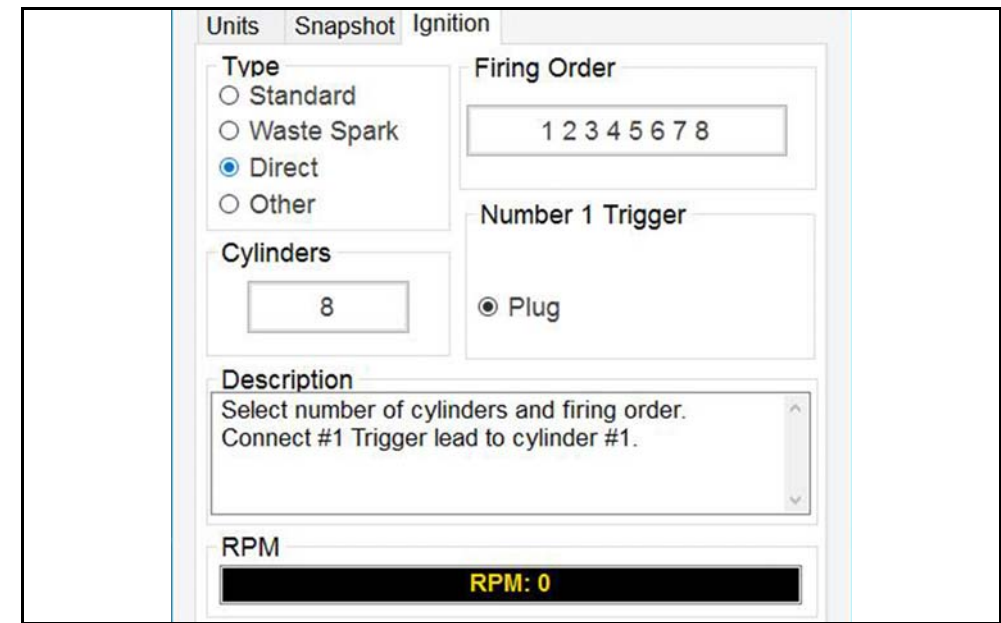 Units Snapshot Ignition
Type
Standard
Waste Spark
Direct
Other
Firing Order
1 2 3 4 5 6 7 8
Cylinders
8
Number 1 Trigger
Plug
Description
Select number of cylinders and firing order.
Connect #1 Trigger lead to cylinder #1.
RPM
RPM: 0